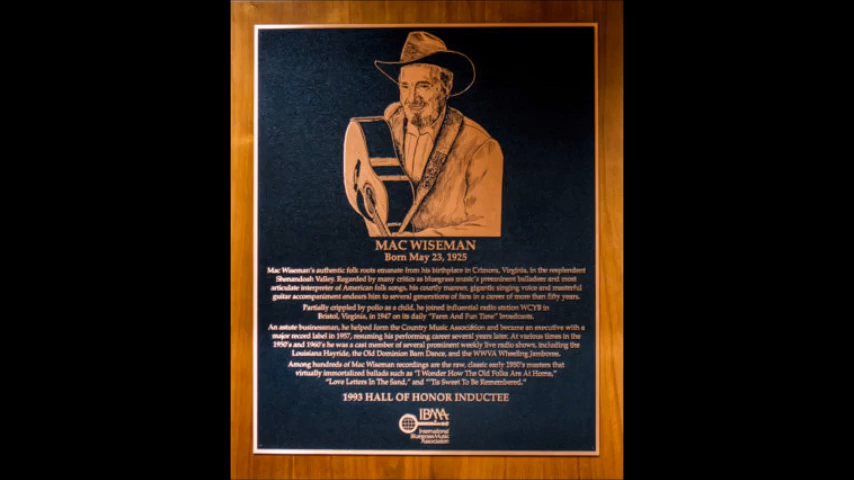 MAC WISEMAN
Born May 23, 1925
Mac Wiseman's authentic folk roots emanate from his birthplace in Crimora, Virginia, in the resplendent
Shenandoah Valley. Regarded by many critics as bluegrass music's preeminent balladeer and most
articulate interpreter of American folk songs, his courtly manner, gigantic singing voice and masterful
guitar accompaniment endears him to several generations of fans in a career of more than fifty years.
Partially crippled by polio as a child, he joined influential radio station WCYB in
Bristol, Virginia, in 1947 on its daily "Farm And Fun Time" broadcasts.
An astute businessman, he helped form the Country Music Association and became an executive with a
major record label in 1957, resuming his performing career several years later. At various times in the
1950's and 1960's he was a cast member of several prominent weekly live radio shows, including the
Louisiana Hayride, the Old Dominion Barn Dance, and the WWVA Wheeling Jamboree.
Among hundreds of Mac Wiseman recordings are the raw, classic early 1950's masters that
virtually immortalized ballads such as "I Wonder How The Old Folks Are At Home,"
"Love Letters In The Sand," and "'Tis Sweet To Be Remembered."
1993 HALL OF HONOR INDUCTEE
IBMA
International
Bluegrass Music
Association